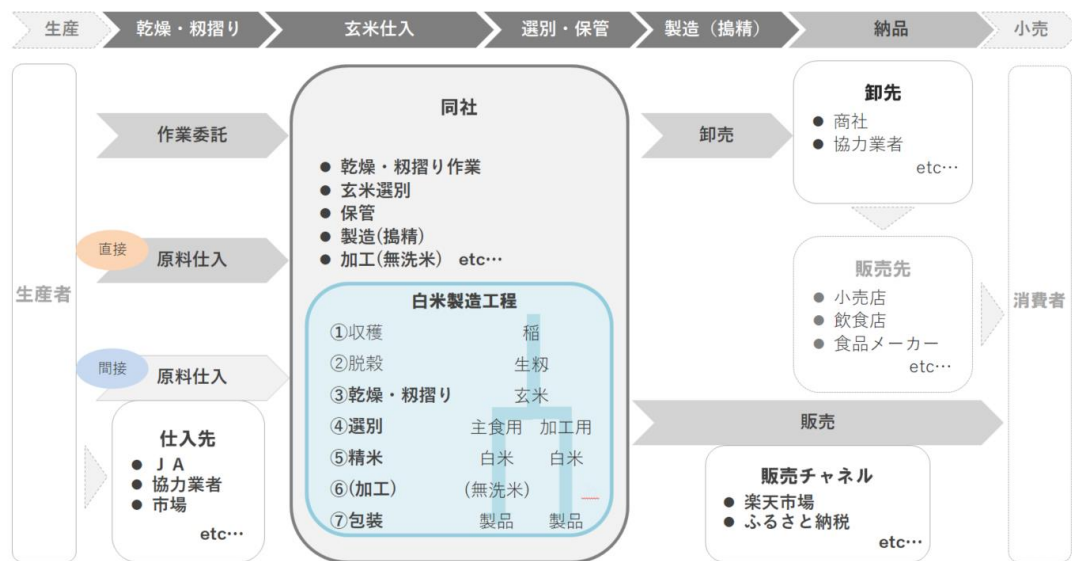 生産
乾燥・籾摺り
玄米仕入
選別・保管
製造（搗精）
納品
小売
生産者
作業委託
直接
原料仕入
間接
原料仕入
仕入先
● ＪＡ
● 協力業者
● 市場
etc…
同社
● 乾燥・籾摺り作業
● 玄米選別
● 保管
● 製造(搗精)
● 加工(無洗米) etc…
白米製造工程
①収穫 稲
②脱穀 生籾
③乾燥・籾摺り 玄米
④選別 主食用 加工用
⑤精米 白米 白米
⑥(加工) (無洗米)
⑦包装 製品 製品
卸売
卸先
● 商社
● 協力業者
etc…
販売先
● 小売店
● 飲食店
● 食品メーカー
etc…
販売
販売チャネル
● 楽天市場
● ふるさと納税
etc…
消費者